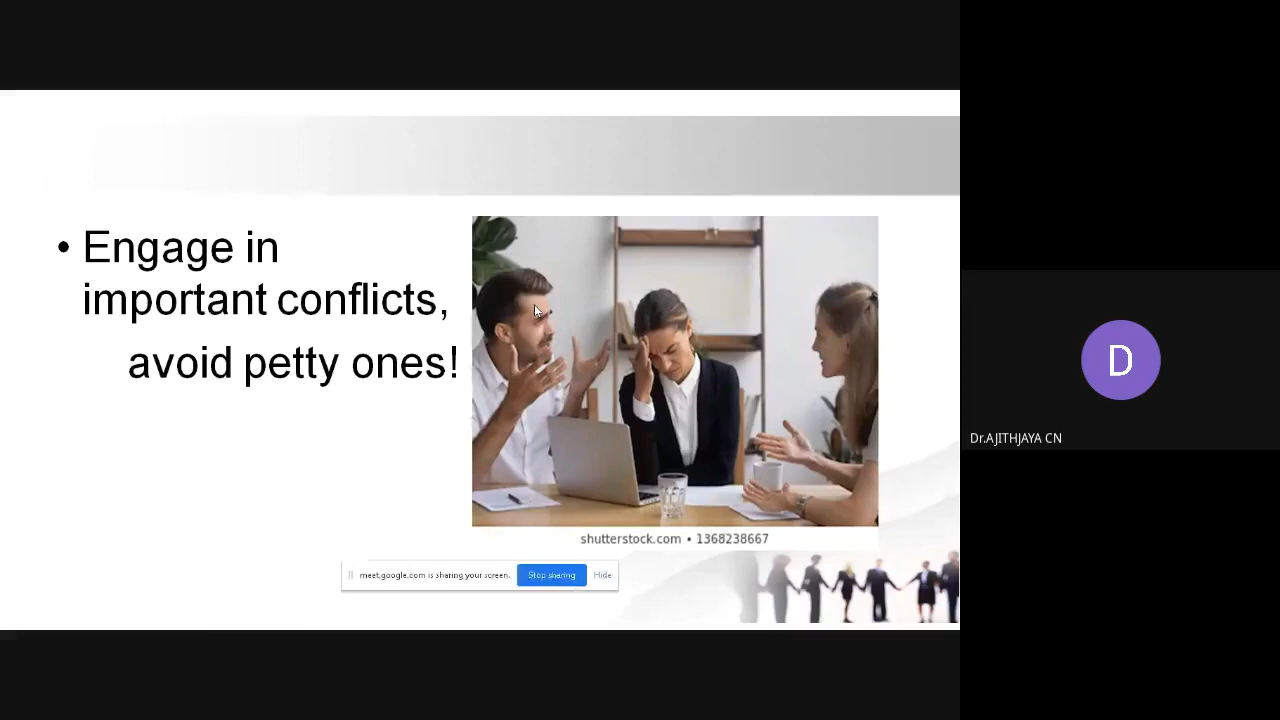 • Engage in
important conflicts,
avoid petty ones!
shutterstock.com • 1368238667
meet.google.com is sharing your screen. Stop sharing Hide
D
Dr.AJITHJAYA CN